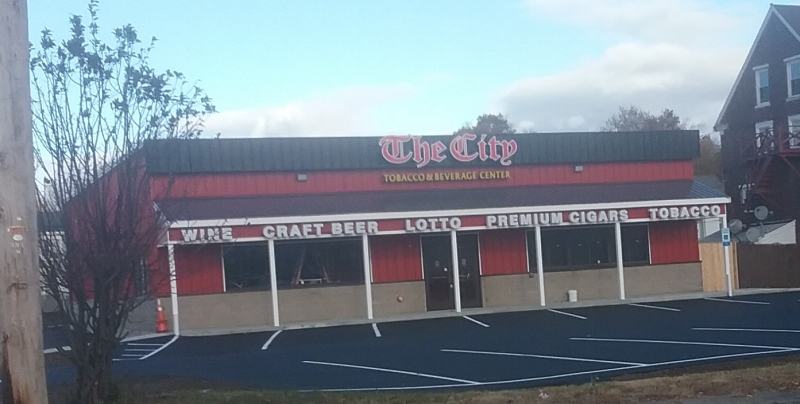 The City
TOBACCO & BEVERAGE CENTER
WINE CRAFT BEER LOTTO PREMIUM CIGARS TOBACCO